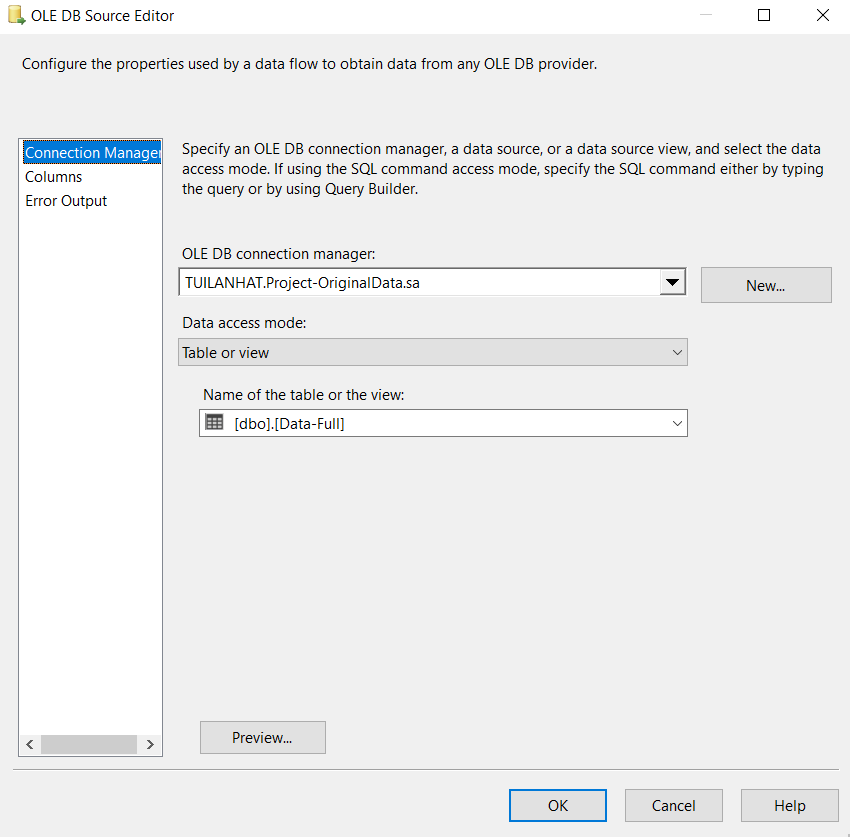 OLE DB Source Editor
Configure the properties used by a data flow to obtain data from any OLE DB provider.
Connection Manager
Columns
Error Output
Specify an OLE DB connection manager, a data source, or a data source view, and select the data
access mode. If using the SQL command access mode, specify the SQL command either by typing
the query or by using Query Builder.
OLE DB connection manager:
TUILANHAT.Project-OriginalData.sa
New...
Data access mode:
Table or view
Name of the table or the view:
[dbo].[Data-Full]
Preview...
OK
Cancel
Help